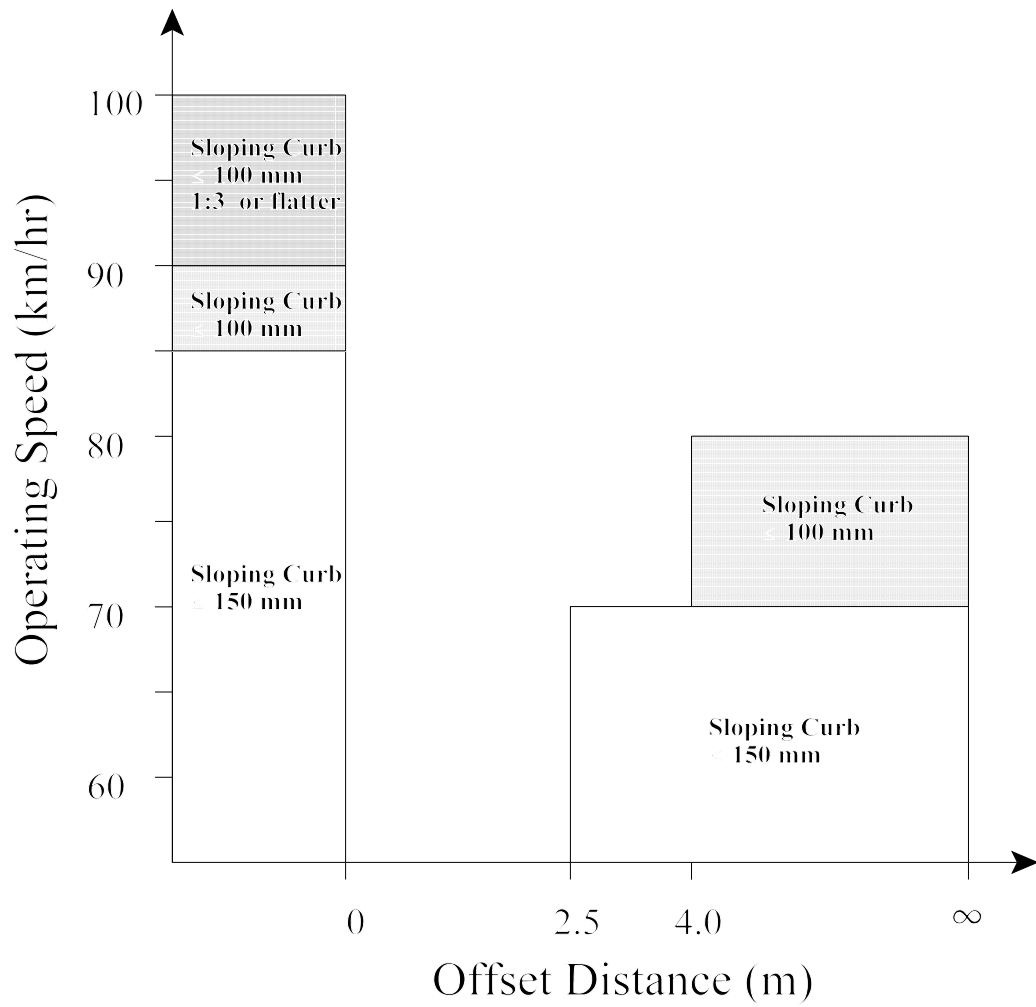 100
Sloping Curb
≤ 100 mm
1:3 or flatter
90
Sloping Curb
≤ 100 mm
80
Sloping Curb
≤ 100 mm
Sloping Curb
150 mm
70
Sloping Curb
150 mm
60
0
2.5
4.0
∞
Offset Distance (m)
Operating Speed (km/hr)